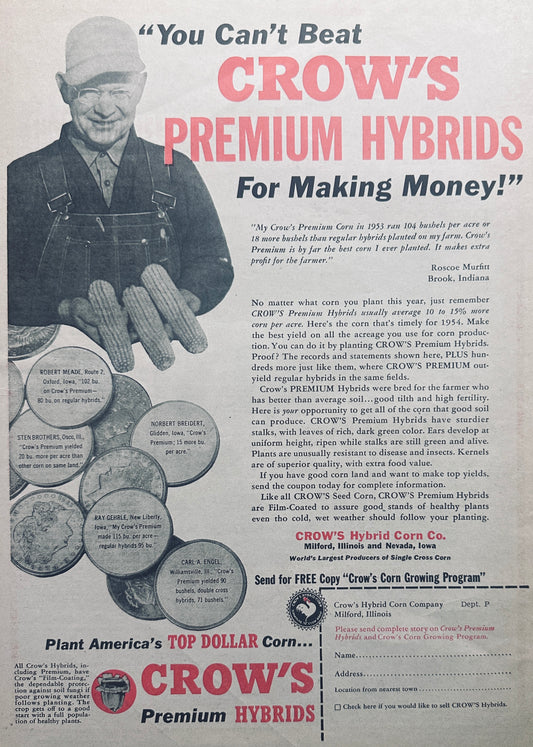 "You Can't Beat
CROW'S
PREMIUM HYBRIDS
For Making Money!"
"My Crow's Premium Corn in 1953 ran 104 bushels per acre or
18 more bushels than regular hybrids planted on my farm. Crow's
Premium is by far the best corn I ever planted. It makes extra
profit for the farmer."
Roscoe Murfitt
Brook, Indiana
No matter what corn you plant this year, just remember
CROW'S Premium Hybrids usually average 10 to 15% more
corn per acre. Here's the corn that's timely for 1954. Make
the best yield on all the acreage you use for corn produc-
tion. You can do it by planting CROW'S Premium Hybrids.
Proof? The records and statements shown here, PLUS hun-
dreds more just like them, where CROW'S PREMIUM out-
yield regular hybrids in the same fields.
Crow's PREMIUM Hybrids were bred for the farmer who
has better than average soil...good tilth and high fertility.
Here is your opportunity to get all of the corn that good soil
can produce. CROW'S Premium Hybrids have sturdier
stalks, with leaves of rich, dark green color. Ears develop at
uniform height, ripen while stalks are still green and alive.
Plants are unusually resistant to disease and insects. Kernels
are of superior quality, with extra food value.
If you have good corn land and want to make top yields,
send the coupon today for complete information.
Like all CROW'S Seed Corn, CROW'S Premium Hybrids
are Film-Coated to assure good stands of healthy plants
even tho cold, wet weather should follow your planting.
CROW'S Hybrid Corn Co.
Milford, Illinois and Nevada, Iowa
World's Largest Producers of Single Cross Corn
ROBERT MEADE, Route 2,
Oxford, Iowa, "102 bu.
on Crow's Premium—
80 bu. on regular hybrids."
STEN BROTHERS, Osco, Ill.,
"Crow's Premium yielded
20 bu. more per acre than
other corn on same land."
NORBERT BREIDERT,
Glidden, Iowa, "Crow's
Premium; 15 more bu.
per acre."
RAY GEHRLE, New Liberty,
Iowa, "My Crow's Premium
made 115 bu. per acre—
regular hybrids 95 bu."
CARL A. ENGEL,
Williamsville, Ill., "Crow's
Premium yielded 90
bushels, double cross
hybrids, 71 bushels."
Plant America's TOP DOLLAR Corn...
CROW'S
Premium HYBRIDS
All Crow's Hybrids, in-
cluding Premium, have
Crow's "Film-Coating,"
the dependable protec-
tion against soil fungi if
poor growing weather
follows planting. The
crop gets off to a good
start with a full popula-
tion of healthy plants.
Send for FREE Copy "Crow's Corn Growing Program"
Crow's Hybrid Corn Company Dept. P
Milford, Illinois
Please send complete story on Crow's Premium
Hybrids and Crow's Corn Growing Program.
Name
Address
Location from nearest town
Check here if you would like to sell CROW'S Hybrids.